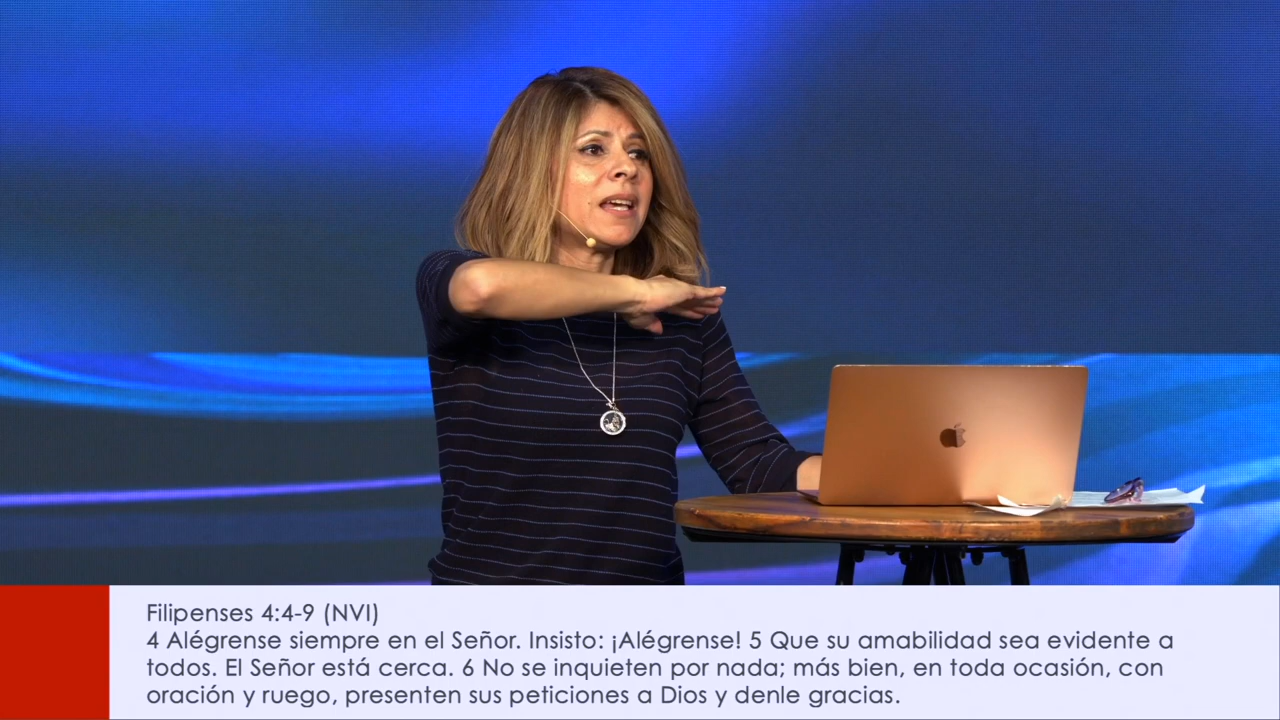 Filipenses 4:4-9 (NVI)
4 Alégrense siempre en el Señor. Insisto: ¡Alégrense! 5 Que su amabilidad sea evidente a
todos. El Señor está cerca. 6 No se inquieten por nada; más bien, en toda ocasión, con
oración y ruego, presenten sus peticiones a Dios y denle gracias.